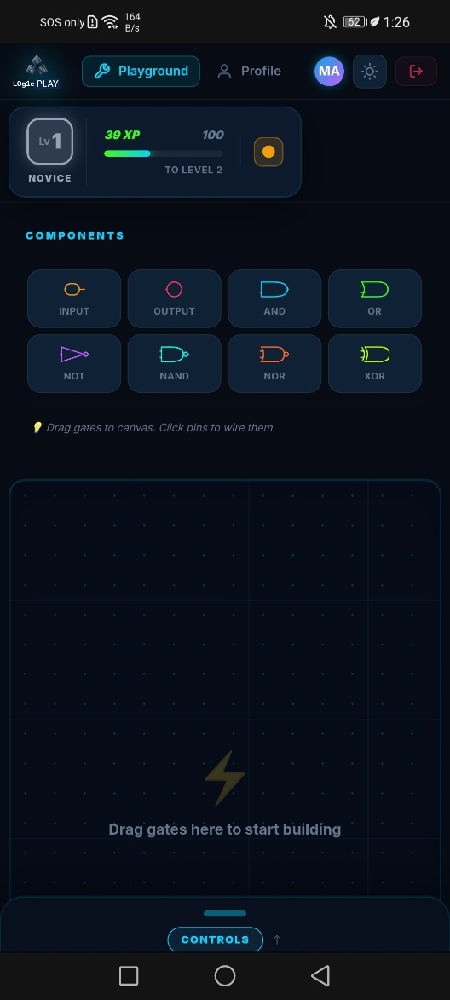 SOS only 164 B/s 62 1:26
LOg1c PLAY Playground Profile MA
Lv 1 39 XP 100
NOVICE TO LEVEL 2
COMPONENTS
INPUT OUTPUT AND OR
NOT NAND NOR XOR
Drag gates to canvas. Click pins to wire them.
Drag gates here to start building
CONTROLS ↑